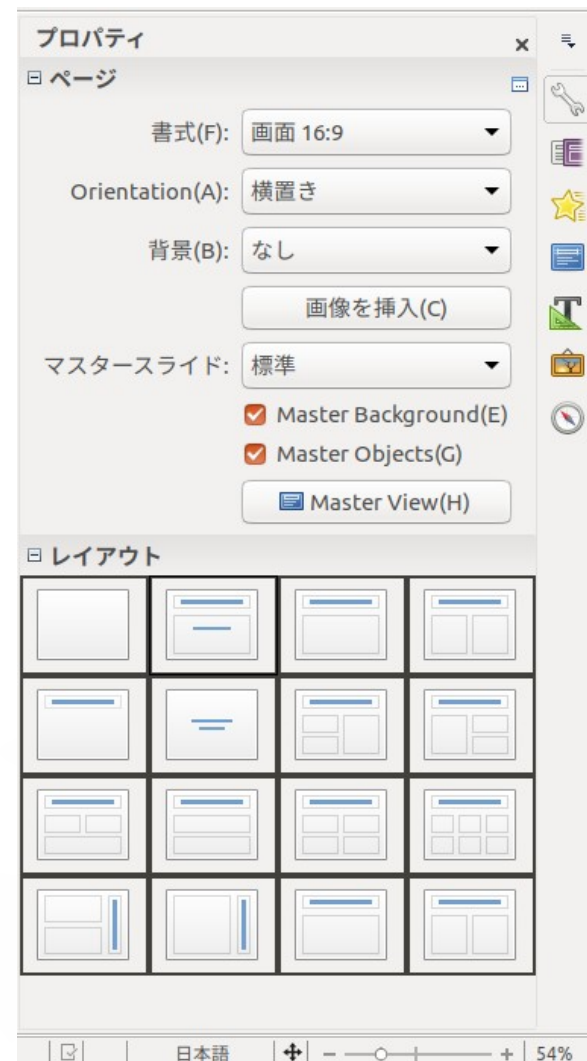 プロパティ
ページ
書式(F): 画面 16:9
Orientation(A): 横置き
背景(B): なし
画像を挿入(C)
マスタースライド: 標準
Master Background(E)
Master Objects(G)
Master View(H)
レイアウト
日本語 54%